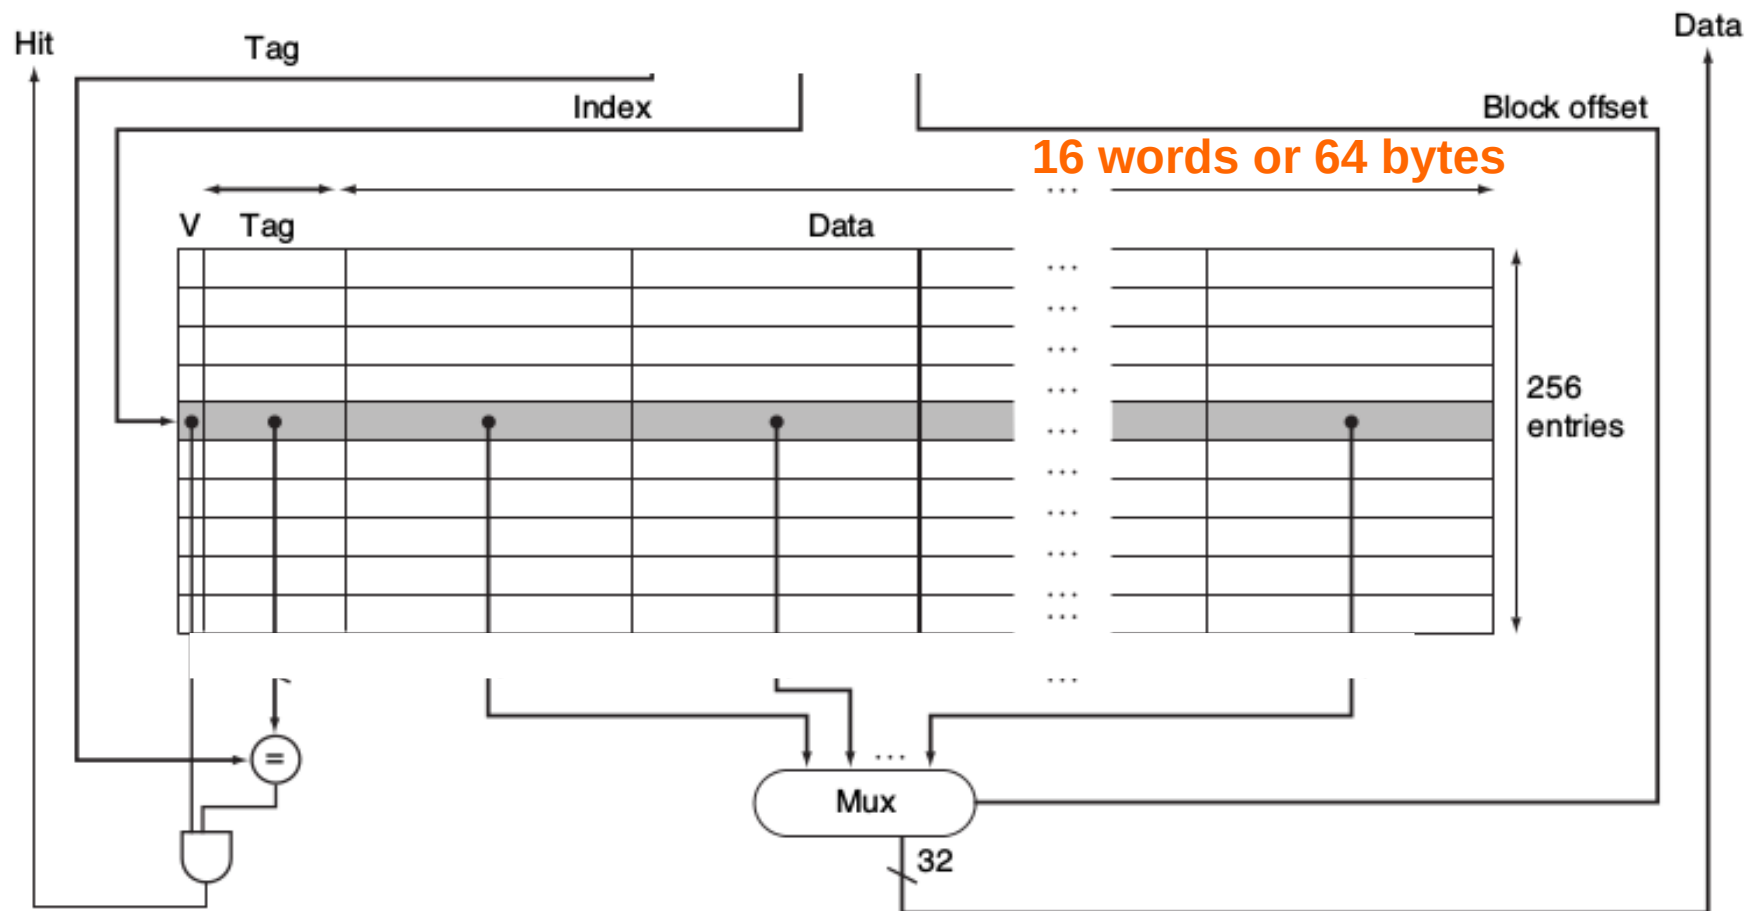 Hit
Tag
Data
Index
Block offset
16 words or 64 bytes
...
V
Tag
Data
...
...
...
...
256
entries
...
...
...
...
...
...
...
=
...
Mux
32